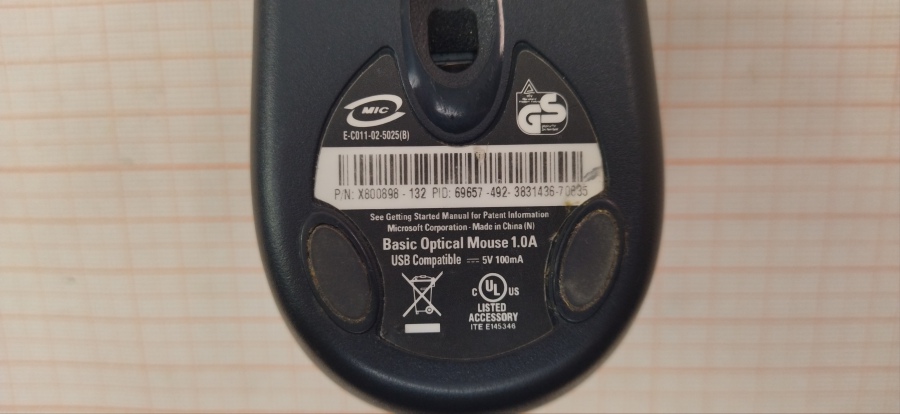 MIC
E-C011-02-5025(B)
GS
P/N: X800898 - 132 PID: 69657 -492- 3831436-70635
See Getting Started Manual for Patent Information
Microsoft Corporation - Made in China (N)
Basic Optical Mouse 1.0A
USB Compatible ⎓ 5V 100mA
C UL US
LISTED
ACCESSORY
ITE E145346